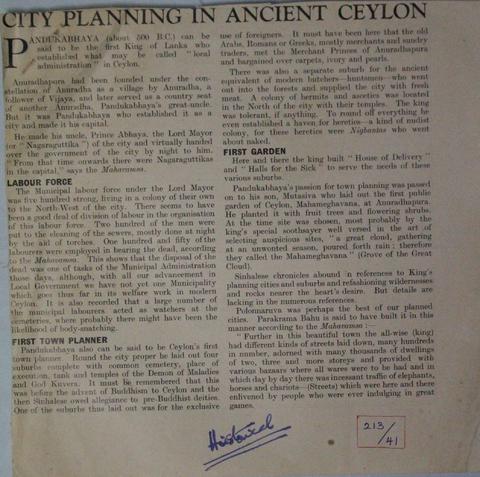 CITY PLANNING IN ANCIENT CEYLON
PANDUKABHAYA (about 500 B.C.) can be
said to be the first King of Lanka who
established what may be called "local
administration" in Ceylon.
Anuradhapura had been founded under the con-
stellation of Anuradha as a village by Anuradha, a
follower of Vijaya, and later served as a country seat
of another Anuradha, Pandukabhaya's great-uncle.
But it was Pandukabhaya who established it as a
city and made it his capital.
He made his uncle, Prince Abhaya, the Lord Mayor
(or "Nagaraguttika") of the city and virtually handed
over the government of the city by night to him.
"From that time onwards there were Nagaraguttikas
in the capital," says the Mahavamsa.
LABOUR FORCE
The Municipal labour force under the Lord Mayor
was five hundred strong, living in a colony of their own
to the North-West of the city. There seems to have
been a good deal of division of labour in the organisation
of this labour force. Two hundred of the men were
put to the cleaning of the sewers, mostly done at night
by the aid of torches. One hundred and fifty of the
labourers were employed in bearing the dead, according
to the Mahavamsa. This shows that the disposal of the
dead was one of tasks of the Municipal Administration
those days, although, with all our advancement in
Local Government we have not yet one Municipality
which goes thus far in its welfare work in modern
Ceylon. It is also recorded that a large number of
the municipal labourers acted as watchers at the
cemeteries, where probably there might have been the
likelihood of body-snatching.
FIRST TOWN PLANNER
Pandukabhaya also can be said to be Ceylon's first
town planner. Round the city proper he laid out four
suburbs complete with common cemetery, place of
execution, tank and temples of the Demon of Maladies
and God Kuvera. It must be remembered that this
was before the advent of Buddhism to Ceylon and the
then Sinhalese owed allegiance to pre-Buddhist deities.
One of the suburbs thus laid out was for the exclusive
use of foreigners. It must have been here that the old
Arabs, Romans or Greeks, mostly merchants and sundry
traders, met the Merchant Princes of Anuradhapura
and bargained over carpets, ivory and pearls.
There was also a separate suburb for the ancient
equivalent of modern butchers—huntsmen—who went
out into the forests and supplied the city with fresh
meat. A colony of hermits and ascetics was located
in the North of the City with their temples. The king
was tolerant, if anything. To round off everything he
even established a haven for heretics—a kind of nudist
colony, for these heretics were Nighantas who went
about naked.
FIRST GARDEN
Here and there the king built "House of Delivery"
and "Halls for the Sick" to serve the needs of these
various suburbs.
Pandukabhaya's passion for town planning was passed
on to his son, Mutasiva who laid out the first public
garden of Ceylon, Mahameghavana, at Anuradhapura.
He planted it with fruit trees and flowering shrubs.
At the time site was chosen, most probably by the
king's special soothsayer well versed in the art of
selecting auspicious sites, "a great cloud, gathering
at an unwonted season, poured forth rain; therefore
they called the Mahameghavana" (Grove of the Great
Cloud).
Sinhalese chronicles abound in references to King's
planning cities and suburbs and refashioning wildernesses
and rocks nearer the heart's desire. But details are
lacking in the numerous references.
Polonnaruva was perhaps the best of our planned
cities. Parakrama Bahu is said to have built it in this
manner according to the Mahavamsa:—
"Further in this beautiful town the all-wise (king)
had different kinds of streets laid down, many hundreds
in number, adorned with many thousands of dwellings
of two, three and more storeys and provided with
various bazaars where all wares were to be had and in
which day by day there was incessant traffic of elephants,
horses and chariots—(Streets) which were here and there
enlivened by people who were ever indulging in great
games.
Historical
213/41